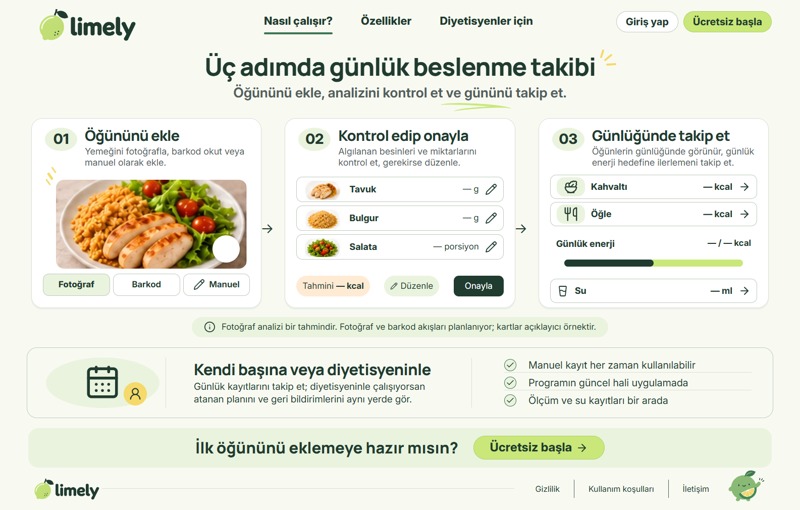 limely
Nasıl çalışır?
Özellikler
Diyetisyenler için
Giriş yap
Ücretsiz başla
Üç adımda günlük beslenme takibi
Öğününü ekle, analizini kontrol et ve gününü takip et.
01
Öğününü ekle
Yemeğini fotoğrafla, barkod okut veya
manuel olarak ekle.
Fotoğraf
Barkod
Manuel
02
Kontrol edip onayla
Algılanan besinleri ve miktarlarını
kontrol et, gerekirse düzenle.
Tavuk
— g
Bulgur
— g
Salata
— porsiyon
Tahmini — kcal
Düzenle
Onayla
03
Günlüğünde takip et
Öğünlerin günlüğünde görünür, günlük
enerji hedefine ilerlemeni takip et.
Kahvaltı
— kcal
Öğle
— kcal
Günlük enerji
— / — kcal
Su
— ml
Fotoğraf analizi bir tahmindir. Fotoğraf ve barkod akışları planlanıyor; kartlar açıklayıcı örnektir.
Kendi başına veya diyetisyeninle
Günlük kayıtlarını takip et; diyetisyeninle çalışıyorsan
atanan planını ve geri bildirimlerini aynı yerde gör.
Manuel kayıt her zaman kullanılabilir
Programın güncel hali uygulamada
Ölçüm ve su kayıtları bir arada
İlk öğününü eklemeye hazır mısın?
Ücretsiz başla
limely
Gizlilik
Kullanım koşulları
İletişim